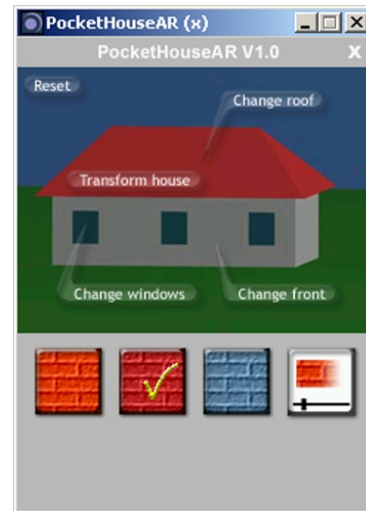 PocketHouseAR (x)
PocketHouseAR V1.0 X
Reset
Change roof
Transform house
Change windows
Change front